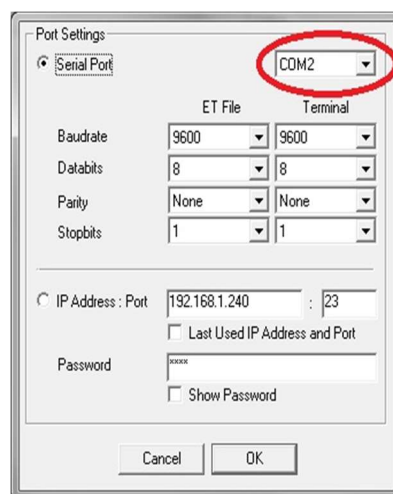 Port Settings
Serial Port COM2
ET File Terminal
Baudrate 9600 9600
Databits 8 8
Parity None None
Stopbits 1 1
IP Address : Port 192.168.1.240 : 23
Last Used IP Address and Port
Password ****
Show Password
Cancel OK